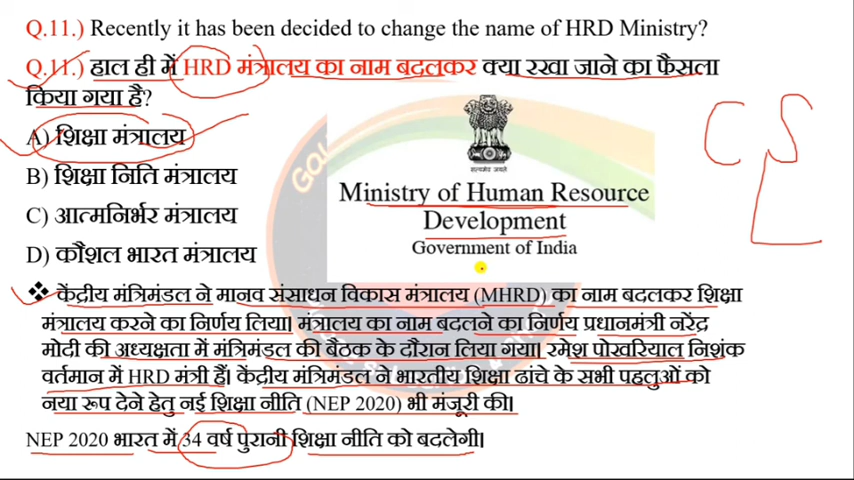 Q.11.) Recently it has been decided to change the name of HRD Ministry?
Q.11.) हाल ही में HRD मंत्रालय का नाम बदलकर क्या रखा जाने का फैसला
किया गया है?
A) शिक्षा मंत्रालय
B) शिक्षा निति मंत्रालय
C) आत्मनिर्भर मंत्रालय
D) कौशल भारत मंत्रालय
सत्यमेव जयते
Ministry of Human Resource
Development
Government of India
CS
❖ केंद्रीय मंत्रिमंडल ने मानव संसाधन विकास मंत्रालय (MHRD) का नाम बदलकर शिक्षा
मंत्रालय करने का निर्णय लिया। मंत्रालय का नाम बदलने का निर्णय प्रधानमंत्री नरेंद्र
मोदी की अध्यक्षता में मंत्रिमंडल की बैठक के दौरान लिया गया। रमेश पोखरियाल निशंक
वर्तमान में HRD मंत्री हैं। केंद्रीय मंत्रिमंडल ने भारतीय शिक्षा ढांचे के सभी पहलुओं को
नया रूप देने हेतु नई शिक्षा नीति (NEP 2020) भी मंजूरी की।
NEP 2020 भारत में 34 वर्ष पुरानी शिक्षा नीति को बदलेगी।